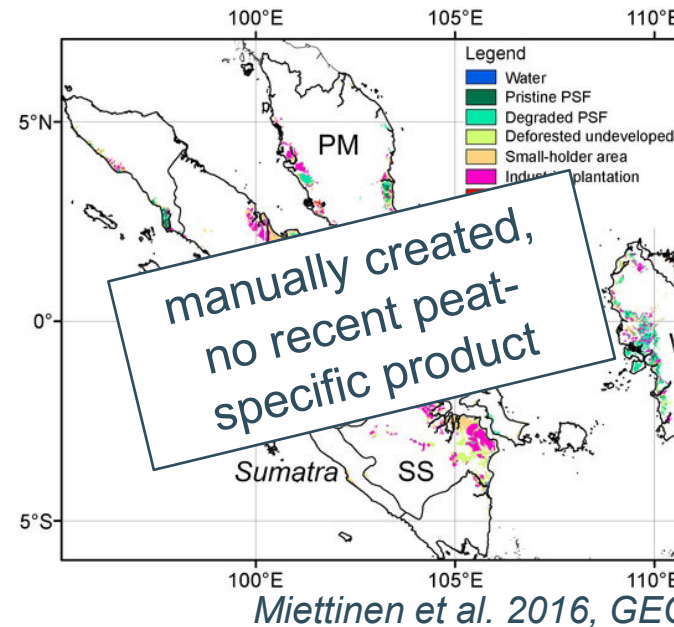 100°E
105°E
110°E
Legend
Water
Pristine PSF
Degraded PSF
Deforested undeveloped
Small-holder area
5°N
PM
manually created,
no recent peat-
specific product
0°
Sumatra
SS
5°S
100°E
105°E
110°E
Miettinen et al. 2016,